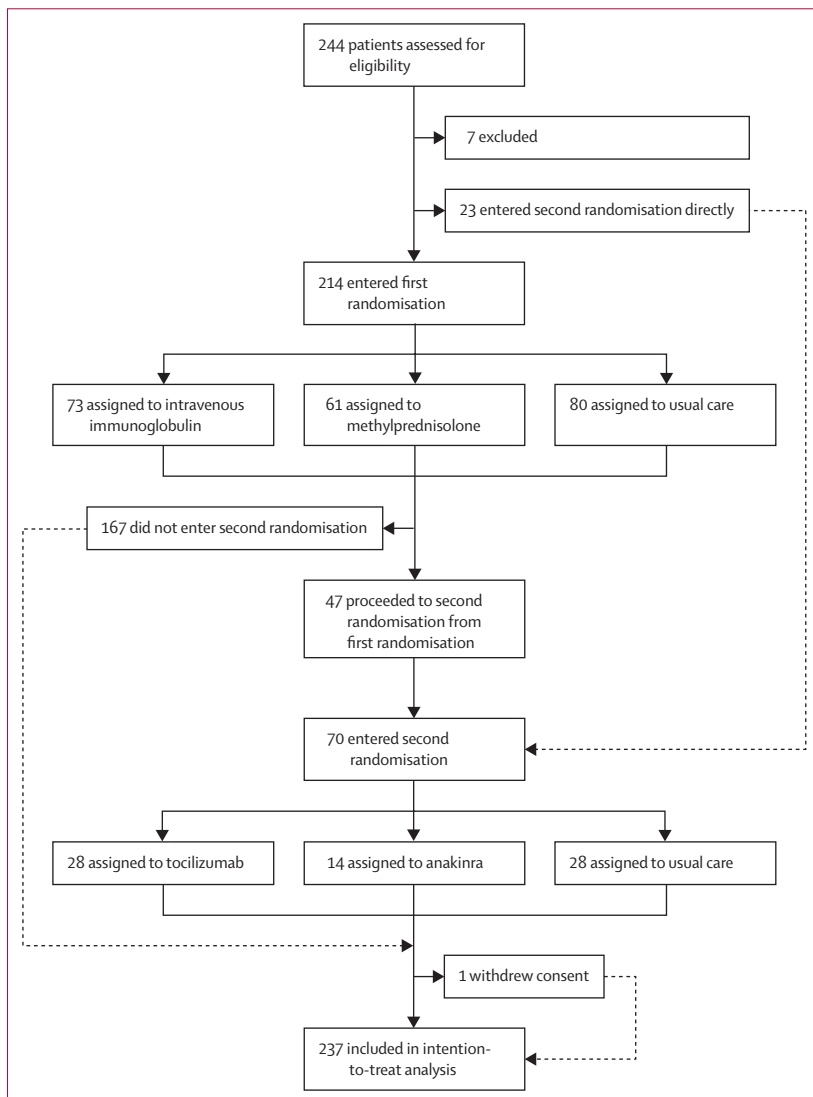 244 patients assessed for
eligibility
7 excluded
23 entered second randomisation directly
214 entered first
randomisation
73 assigned to intravenous
immunoglobulin
61 assigned to
methylprednisolone
80 assigned to usual care
167 did not enter second randomisation
47 proceeded to second
randomisation from
first randomisation
70 entered second
randomisation
28 assigned to tocilizumab
14 assigned to anakinra
28 assigned to usual care
1 withdrew consent
237 included in intention-
to-treat analysis